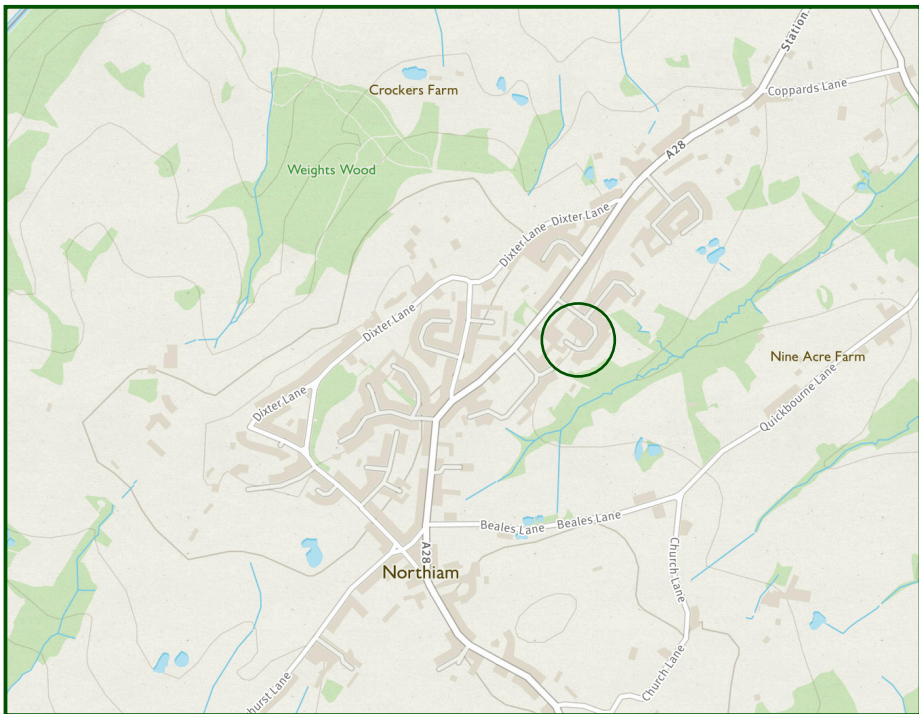 Station
Crockers Farm
Coppards Lane
A28
Weights Wood
Dixter Lane
Dixter Lane
Dixter Lane
Nine Acre Farm
Quickbourne Lane
Dixter Lane
Beales Lane
Beales Lane
A28
Northiam
Church Lane
Church Lane
hurst Lane